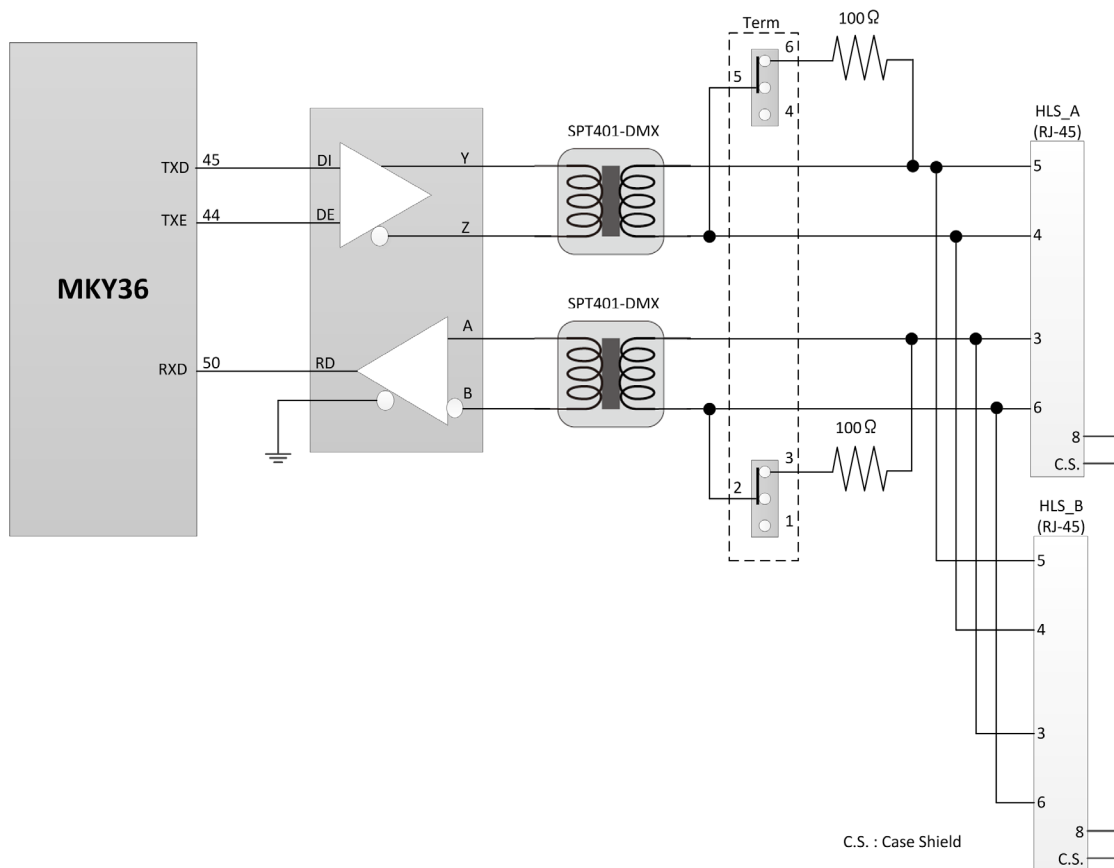 Term
100Ω
6
5
4
HLS_A
(RJ-45)
SPT401-DMX
TXD
45
DI
Y
5
TXE
44
DE
Z
4
MKY36
SPT401-DMX
A
3
RXD
50
RD
B
6
100Ω
8
3
C.S.
2
1
HLS_B
(RJ-45)
5
4
3
6
8
C.S. : Case Shield
C.S.